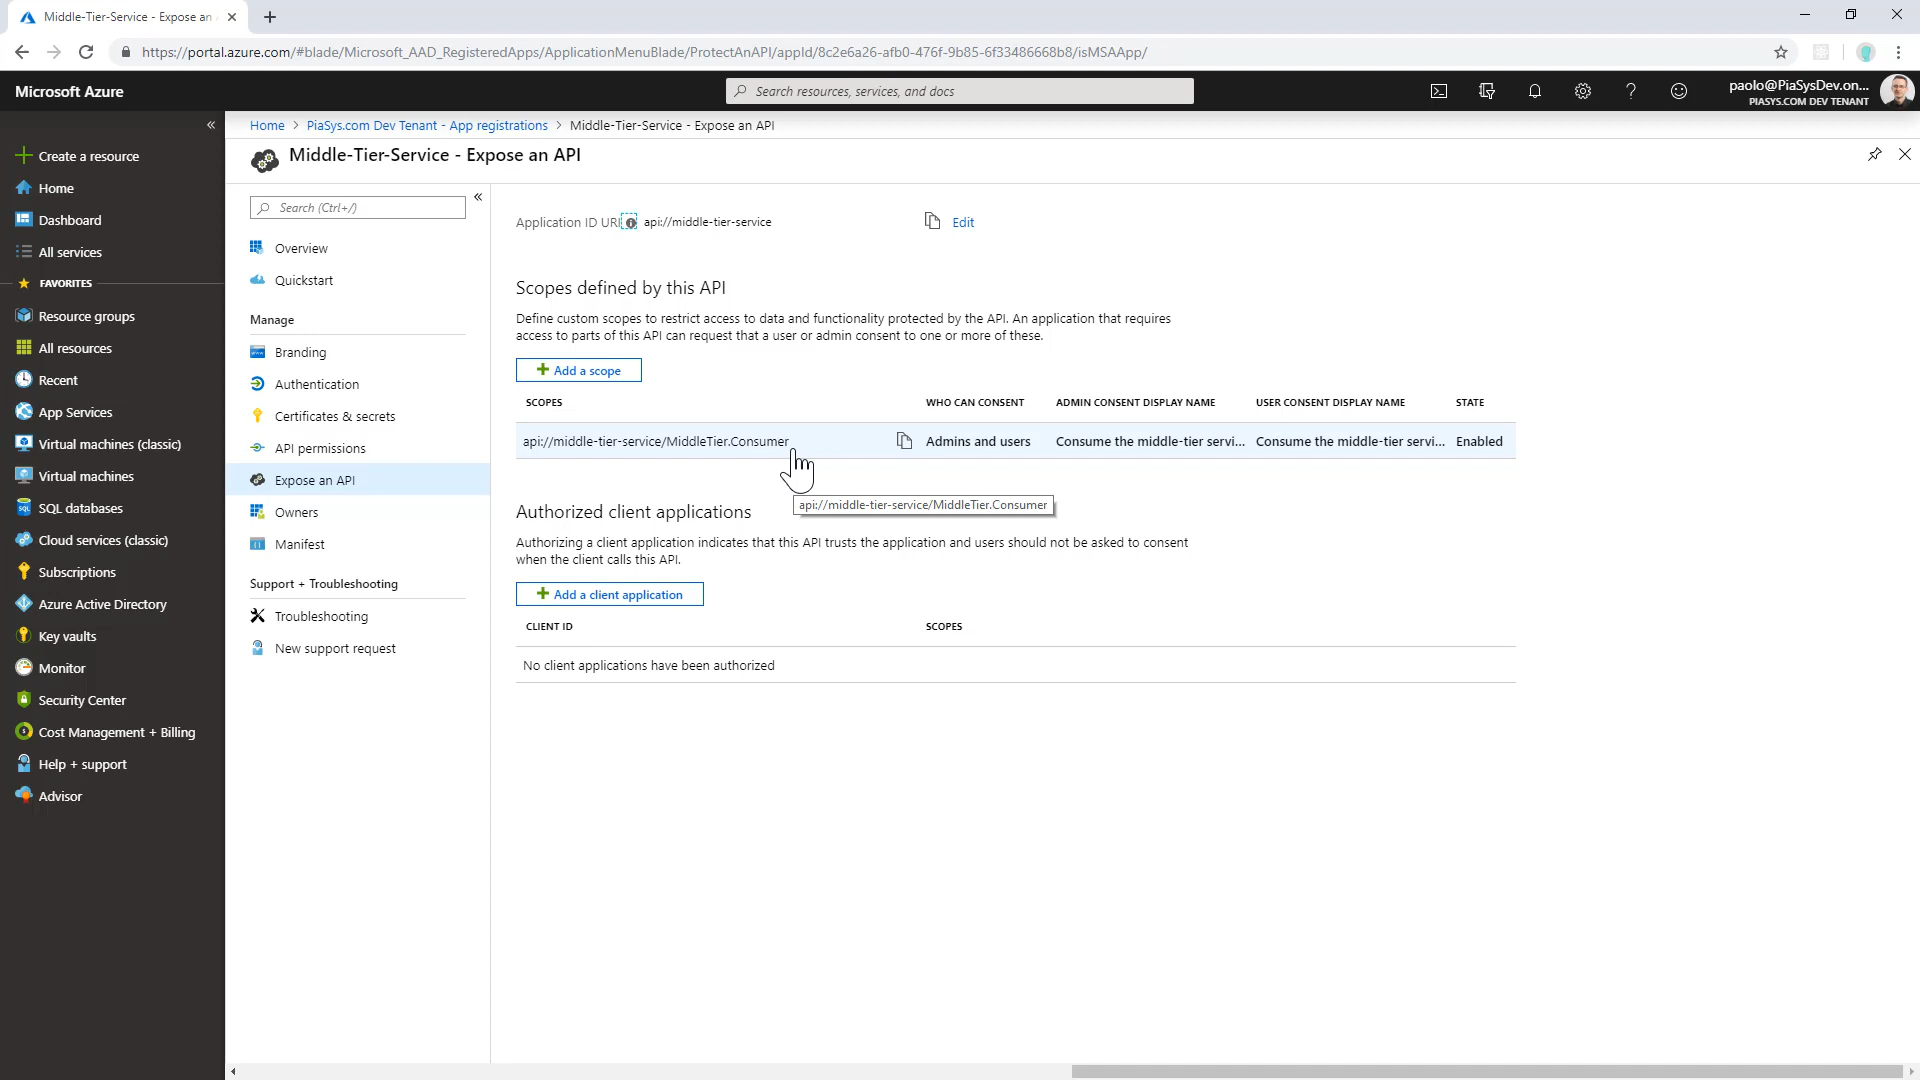 Middle-Tier-Service - Expose an
https://portal.azure.com/#blade/Microsoft_AAD_RegisteredApps/ApplicationMenuBlade/ProtectAnAPI/appId/8c2e6a26-afb0-476f-9b85-6f33486668b8/isMSAApp/
Microsoft Azure
Search resources, services, and docs
paolo@PiaSysDev.on...
PIASYS.COM DEV TENANT
Home > PiaSys.com Dev Tenant - App registrations > Middle-Tier-Service - Expose an API
Middle-Tier-Service - Expose an API
Create a resource
Home
Dashboard
All services
FAVORITES
Resource groups
All resources
Recent
App Services
Virtual machines (classic)
Virtual machines
SQL databases
Cloud services (classic)
Subscriptions
Azure Active Directory
Key vaults
Monitor
Security Center
Cost Management + Billing
Help + support
Advisor
Search (Ctrl+/)
Overview
Quickstart
Manage
Branding
Authentication
Certificates & secrets
API permissions
Expose an API
Owners
Manifest
Support + Troubleshooting
Troubleshooting
New support request
Application ID URI api://middle-tier-service Edit
Scopes defined by this API
Define custom scopes to restrict access to data and functionality protected by the API. An application that requires
access to parts of this API can request that a user or admin consent to one or more of these.
Add a scope
SCOPES WHO CAN CONSENT ADMIN CONSENT DISPLAY NAME USER CONSENT DISPLAY NAME STATE
api://middle-tier-service/MiddleTier.Consumer Admins and users Consume the middle-tier servi... Consume the middle-tier servi... Enabled
api://middle-tier-service/MiddleTier.Consumer
Authorized client applications
Authorizing a client application indicates that this API trusts the application and users should not be asked to consent
when the client calls this API.
Add a client application
CLIENT ID SCOPES
No client applications have been authorized